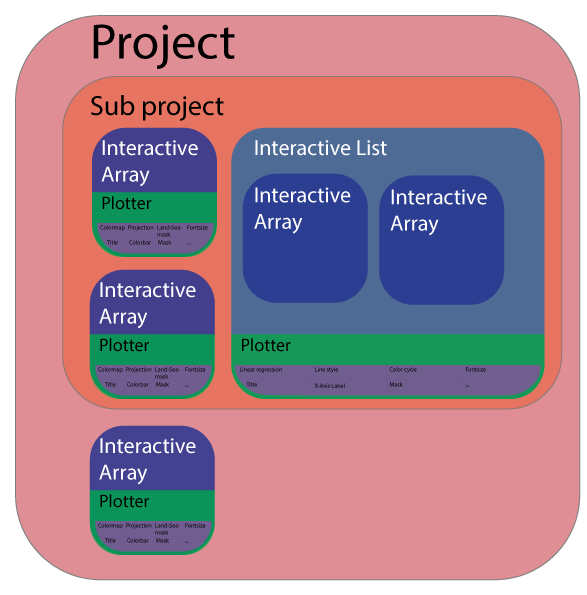 Project
Sub project
Interactive
Array
Plotter
Colormap Projection Land-Sea- Fontsize
mask
Title Colorbar Mask ...
Interactive List
Interactive
Array
Interactive
Array
Plotter
Linear regression Line style Color cycle Fontsize
Title X-Axis Label Mask ...
Interactive
Array
Plotter
Colormap Projection Land-Sea- Fontsize
mask
Title Colorbar Mask ...
Interactive
Array
Plotter
Colormap Projection Land-Sea- Fontsize
mask
Title Colorbar Mask ...